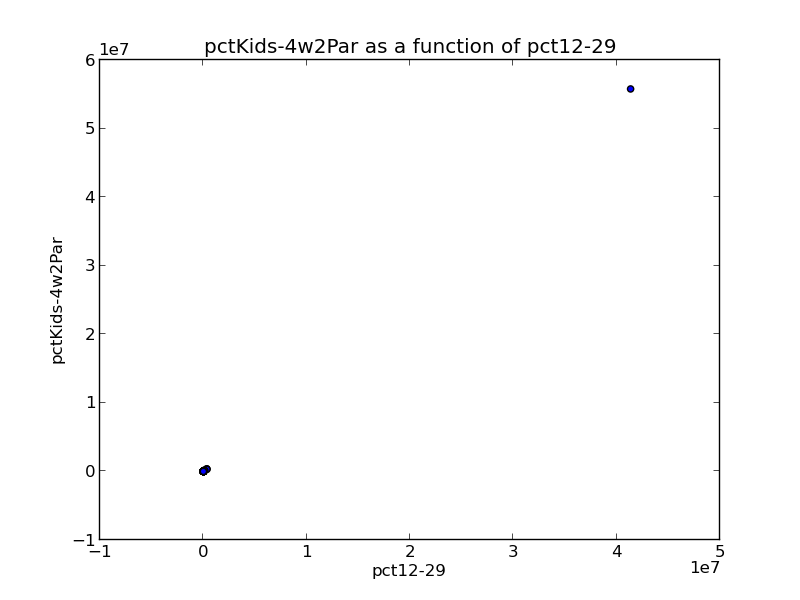 pctKids-4w2Par as a function of pct12-29
1e7
6
5
4
3
2
1
0
−1
pctKids-4w2Par
−1 0 1 2 3 4 5
1e7
pct12-29